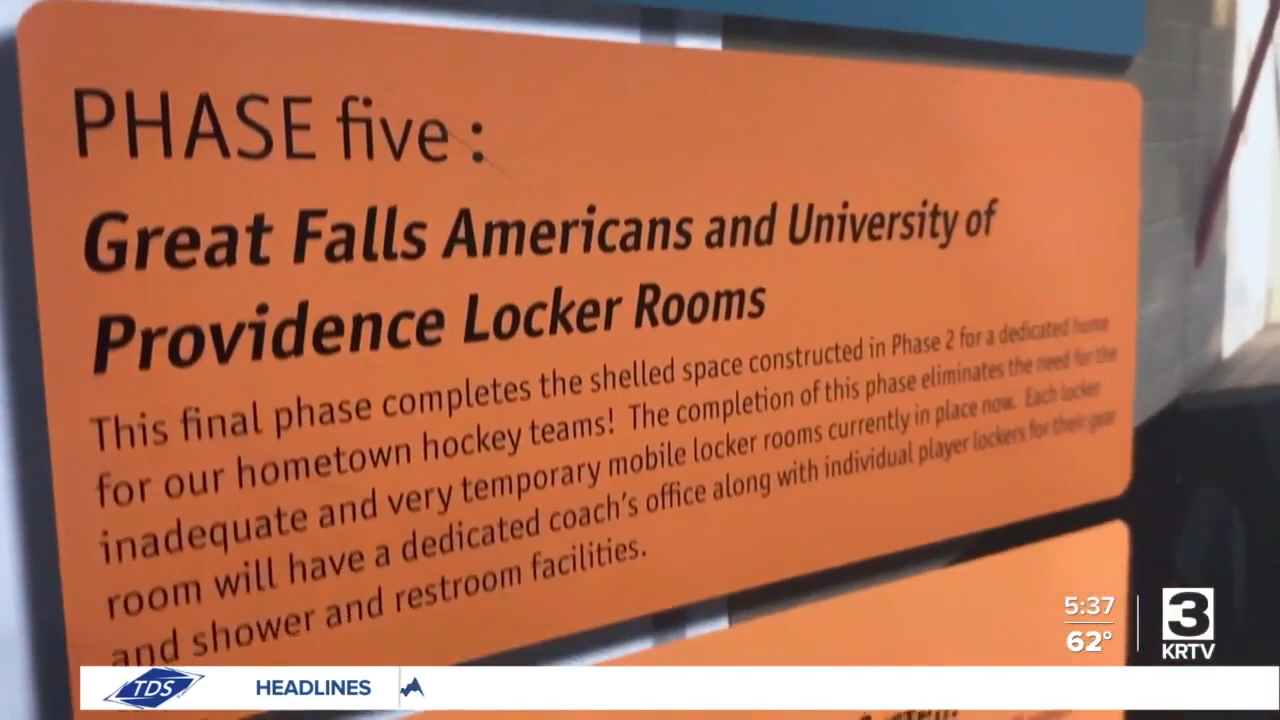 PHASE five :
Great Falls Americans and University of
Providence Locker Rooms
This final phase completes the shelled space constructed in Phase 2 for a dedicated home
for our hometown hockey teams! The completion of this phase eliminates the need for the
inadequate and very temporary mobile locker rooms currently in place now. Each locker
room will have a dedicated coach's office along with individual player lockers for their gear
and shower and restroom facilities.
5:37
62°
3
KRTV
TDS
HEADLINES